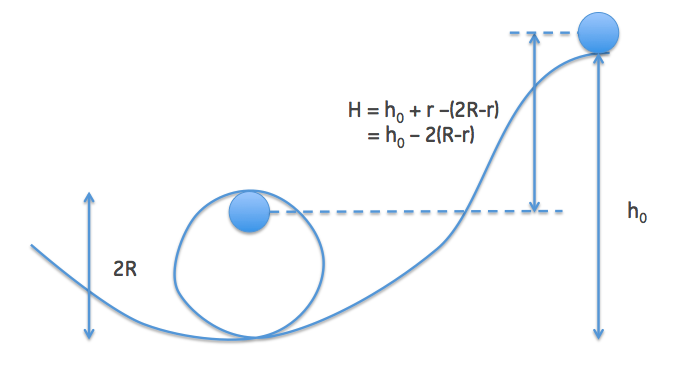 H = h₀ + r –(2R-r)
= h₀ – 2(R-r)
h₀
2R